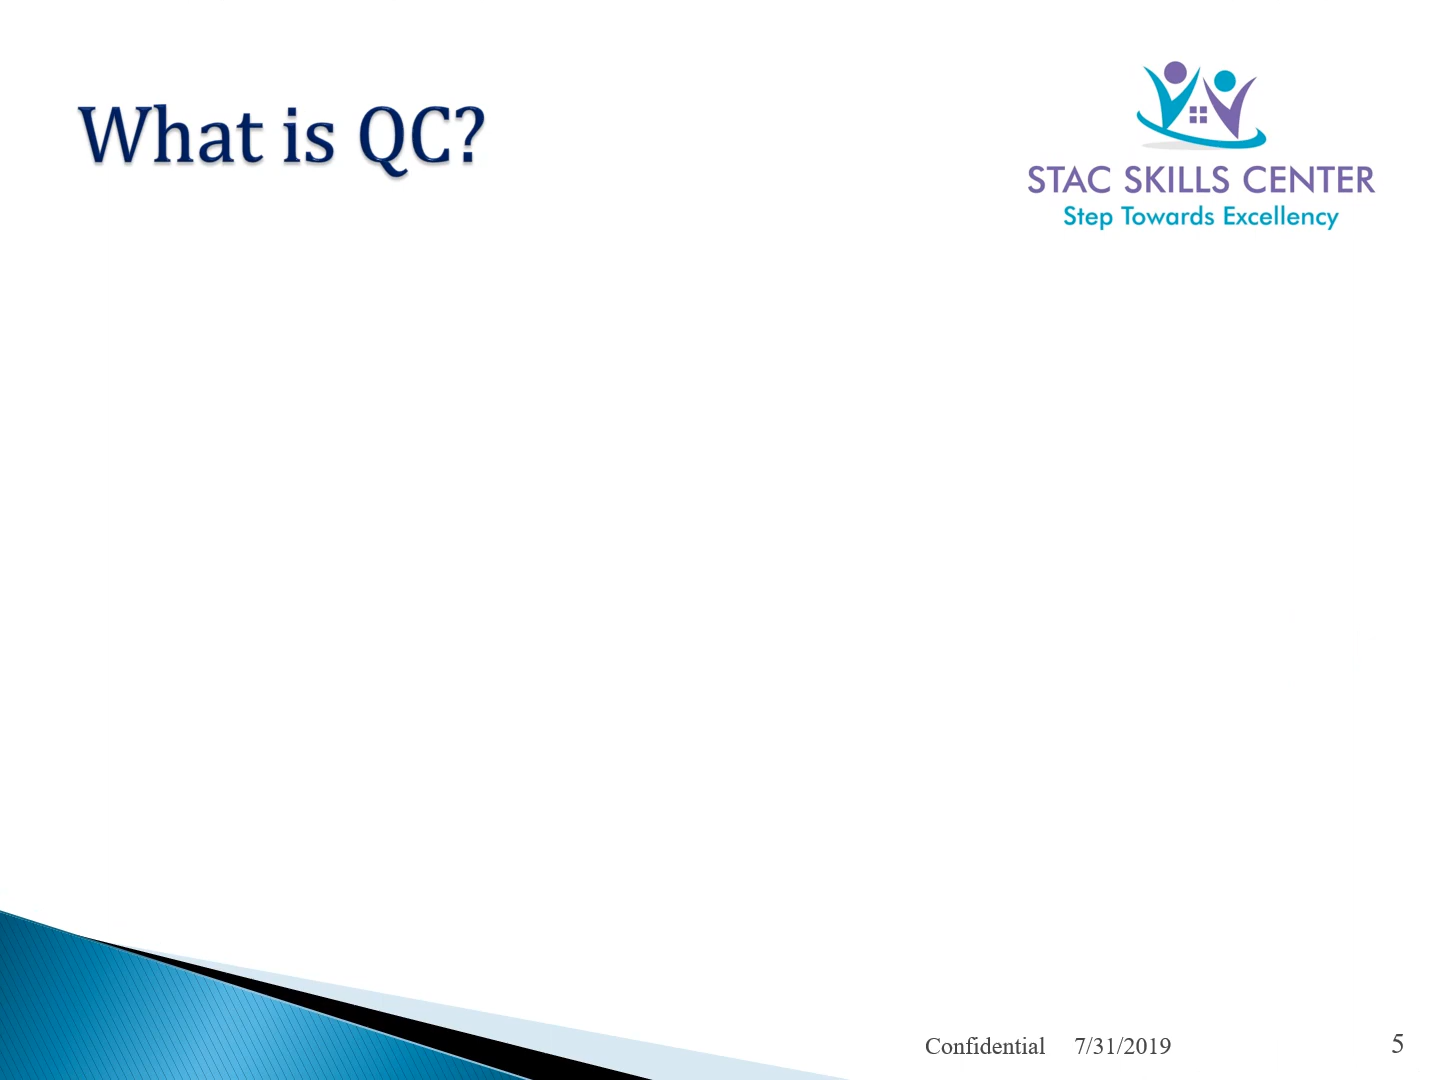 What is QC?
STAC SKILLS CENTER
Step Towards Excellency
Confidential 7/31/2019 5